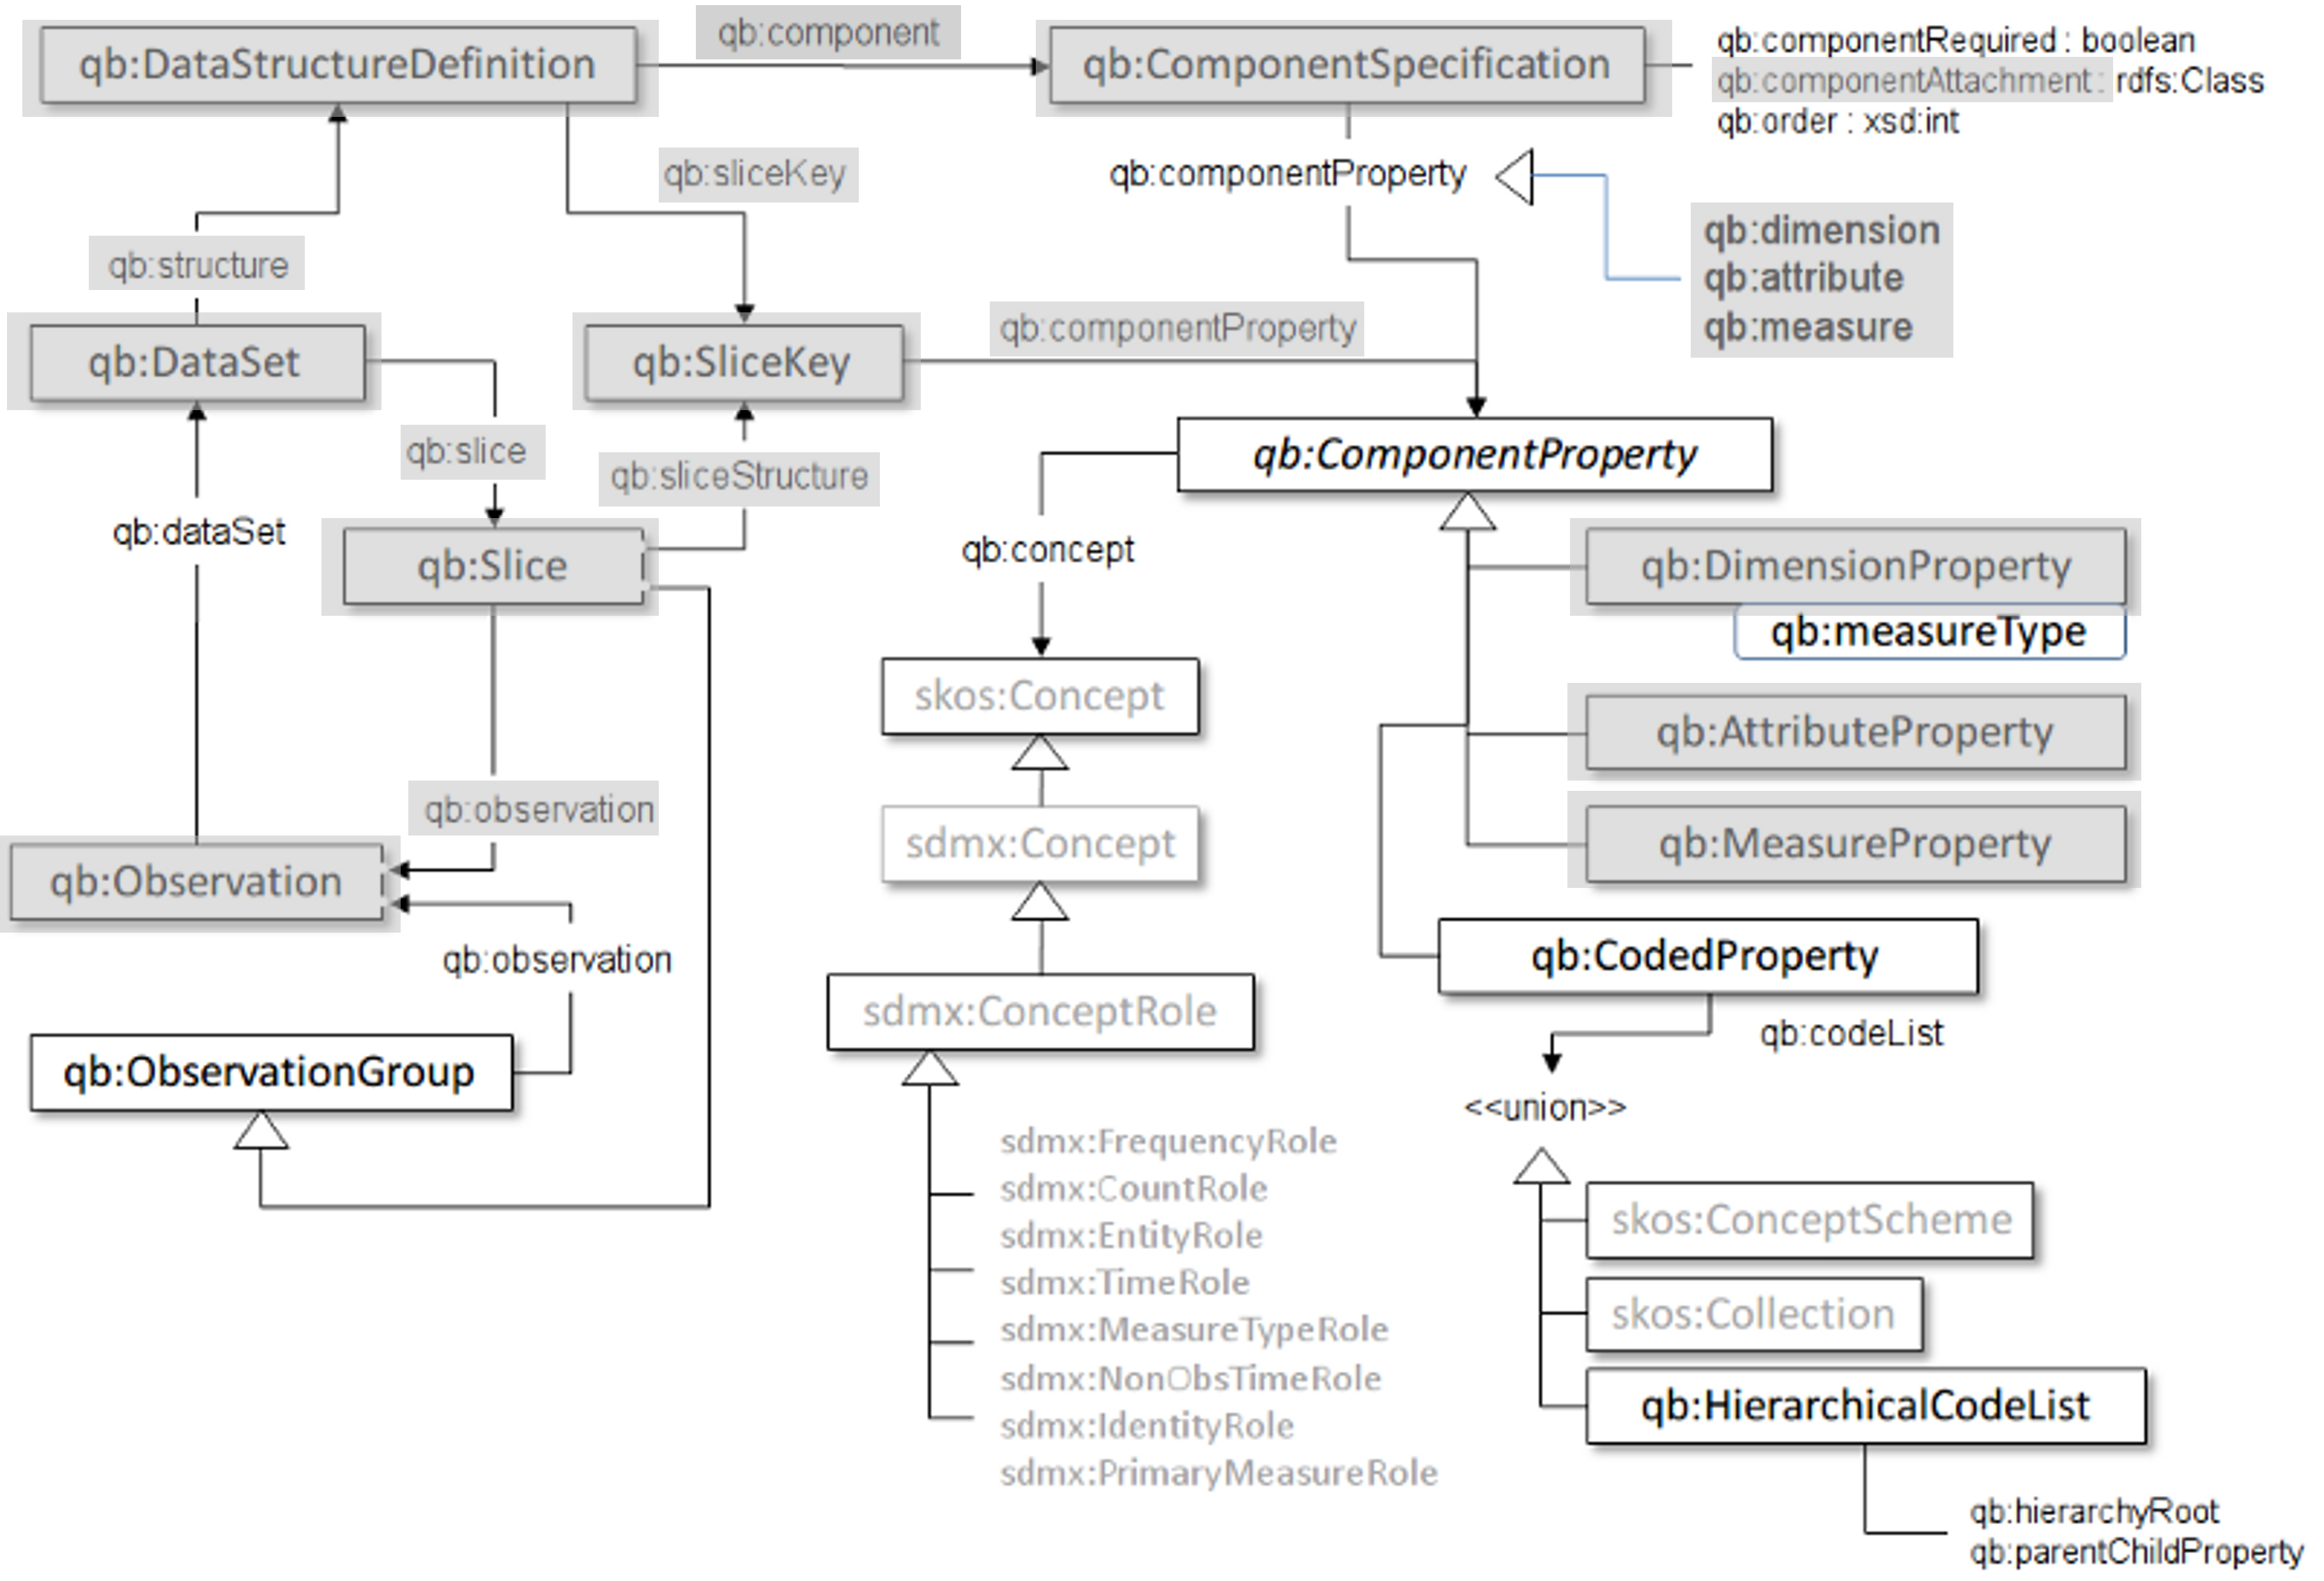 qb:component
qb:DataStructureDefinition
qb:ComponentSpecification
qb:componentRequired : boolean
qb:componentAttachment : rdfs:Class
qb:order : xsd:int
qb:sliceKey
qb:componentProperty
qb:dimension
qb:attribute
qb:measure
qb:structure
qb:componentProperty
qb:DataSet
qb:SliceKey
qb:slice
qb:sliceStructure
qb:ComponentProperty
qb:dataSet
qb:concept
qb:Slice
qb:DimensionProperty
qb:measureType
skos:Concept
qb:AttributeProperty
qb:observation
sdmx:Concept
qb:MeasureProperty
qb:Observation
qb:observation
qb:CodedProperty
sdmx:ConceptRole
qb:codeList
qb:ObservationGroup
<<union>>
sdmx:FrequencyRole
sdmx:CountRole
sdmx:EntityRole
sdmx:TimeRole
sdmx:MeasureTypeRole
sdmx:NonObsTimeRole
sdmx:IdentityRole
sdmx:PrimaryMeasureRole
skos:ConceptScheme
skos:Collection
qb:HierarchicalCodeList
qb:hierarchyRoot
qb:parentChildProperty